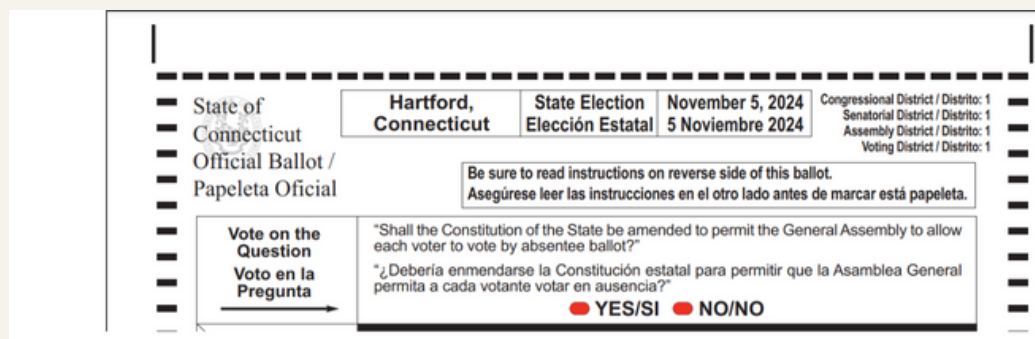 State of
Connecticut
Official Ballot /
Papeleta Oficial
Hartford,
Connecticut
State Election
Elección Estatal
November 5, 2024
5 Noviembre 2024
Congressional District / Distrito: 1
Senatorial District / Distrito: 1
Assembly District / Distrito: 1
Voting District / Distrito: 1
Be sure to read instructions on reverse side of this ballot.
Asegúrese leer las instrucciones en el otro lado antes de marcar está papeleta.
Vote on the
Question
Voto en la
Pregunta
“Shall the Constitution of the State be amended to permit the General Assembly to allow
each voter to vote by absentee ballot?”
“¿Debería enmendarse la Constitución estatal para permitir que la Asamblea General
permita a cada votante votar en ausencia?”
YES/SI NO/NO